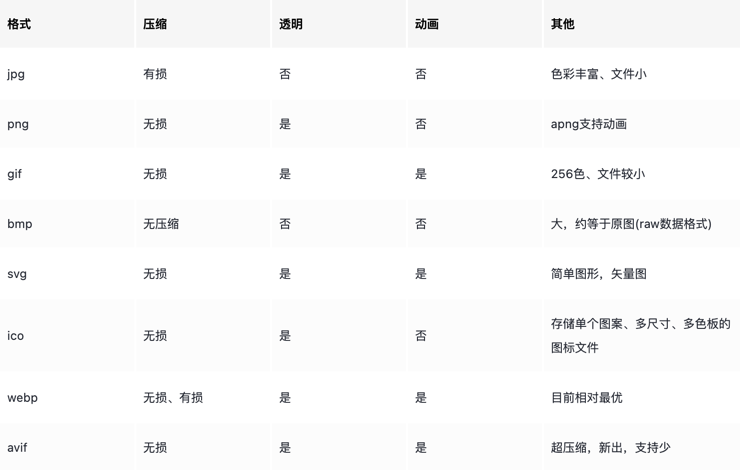 格式 压缩 透明 动画 其他
jpg 有损 否 否 色彩丰富、文件小
png 无损 是 否 apng支持动画
gif 无损 是 是 256色、文件较小
bmp 无压缩 否 否 大，约等于原图(raw数据格式)
svg 无损 是 是 简单图形，矢量图
ico 无损 是 否 存储单个图案、多尺寸、多色板的
图标文件
webp 无损、有损 是 是 目前相对最优
avif 无损 是 是 超压缩，新出，支持少